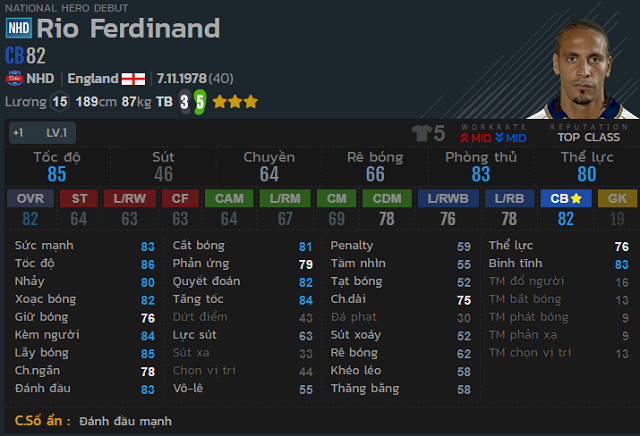 NATIONAL HERO DEBUT
NHD Rio Ferdinand
CB 82
NHD | England | 7.11.1978 (40)
Lương 15 189cm 87kg TB 3 5
+1 LV.1 5 WORKRATE MID MID REPUTATION TOP CLASS
Tốc độ Sút Chuyền Rê bóng Phòng thủ Thể lực
85 46 64 66 83 80
OVR ST L/RW CF CAM L/RM CM CDM L/RWB L/RB CB GK
82 64 63 63 64 67 69 78 76 78 82 19
Sức mạnh 83 Cắt bóng 81 Penalty 59 Thể lực 76
Tốc độ 86 Phản ứng 79 Tầm nhìn 55 Bình tĩnh 83
Nhảy 80 Quyết đoán 82 Tạt bóng 52 TM đổ người 16
Xoạc bóng 82 Tăng tốc 84 Ch.dài 75 TM bắt bóng 13
Giữ bóng 76 Dứt điểm 43 Đá phạt 30 TM phát bóng 9
Kèm người 84 Lực sút 63 Sút xoáy 52 TM phản xạ 9
Lấy bóng 85 Sút xa 33 Rê bóng 62 TM chọn vị trí 13
Ch.ngắn 78 Chọn vị trí 44 Khéo léo 58
Đánh đầu 83 Vô-lê 55 Thăng bằng 58
C.Số ẩn : Đánh đầu mạnh